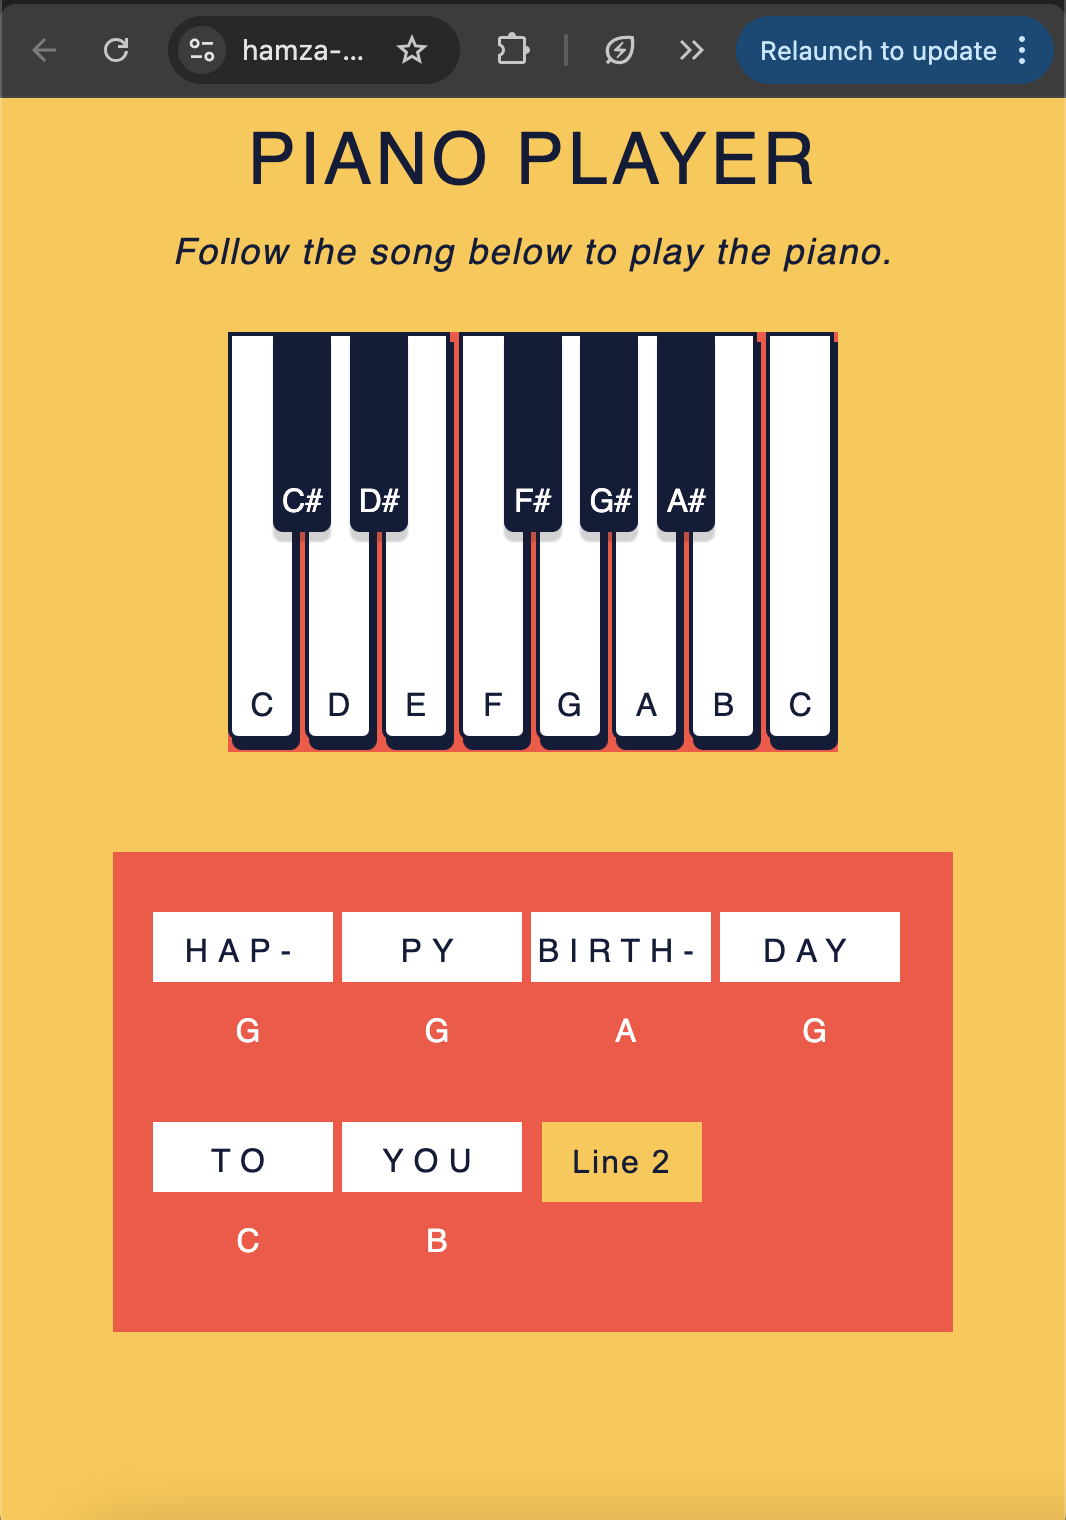 hamza-... Relaunch to update
PIANO PLAYER
Follow the song below to play the piano.
C# D# F# G# A#
C D E F G A B C
HAP- PY BIRTH- DAY
G G A G
TO YOU Line 2
C B